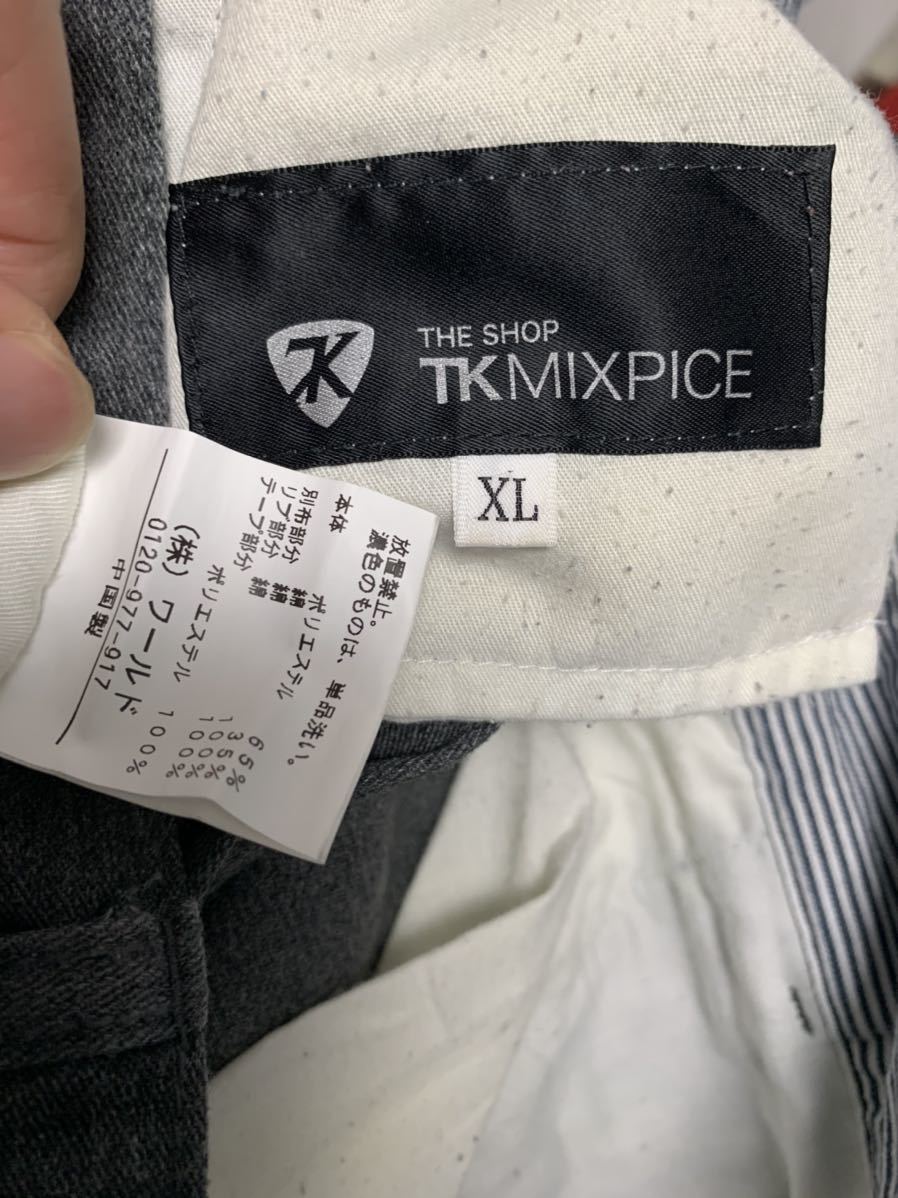 THE SHOP
TK MIXPICE
TK
XL
放置禁止。
濃色のものは、単品洗い。
本体 ポリエステル 65%
綿 35%
別布部分 綿 100%
リブ部分
テープ部分 ポリエステル 100%
(株) ワールド
0120-977-917
中国製